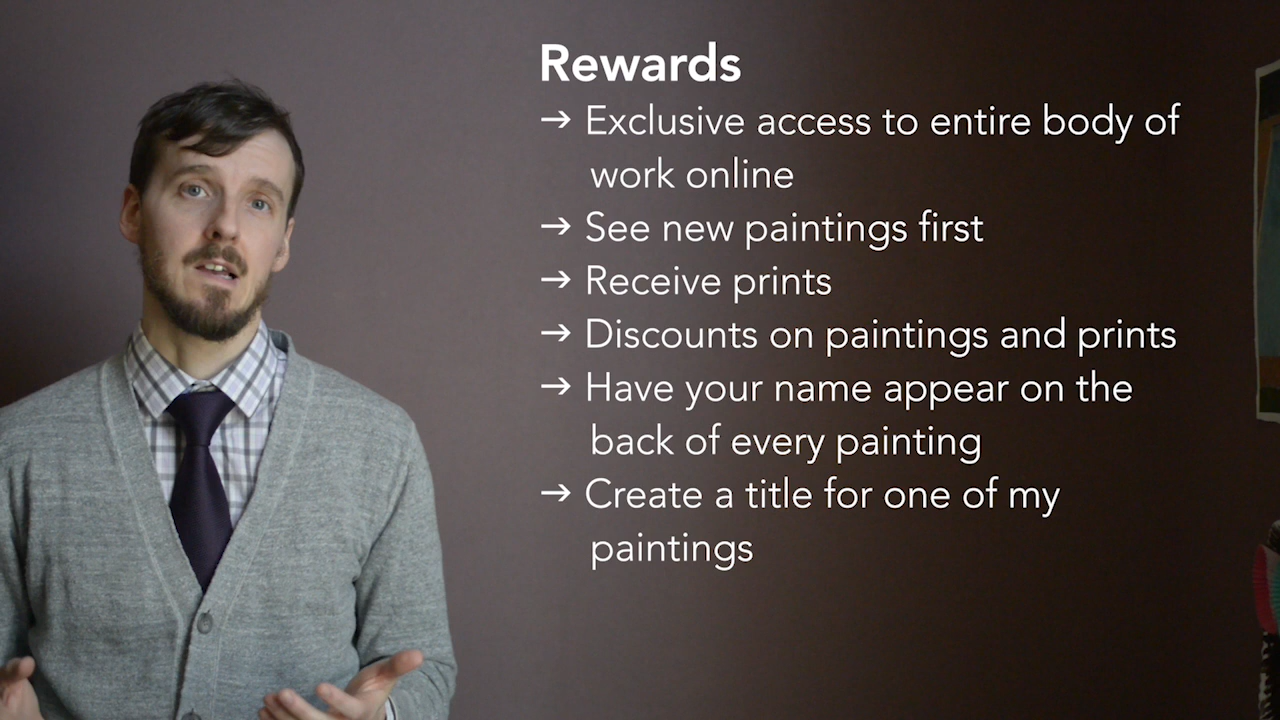 Rewards
→ Exclusive access to entire body of
work online
→ See new paintings first
→ Receive prints
→ Discounts on paintings and prints
→ Have your name appear on the
back of every painting
→ Create a title for one of my
paintings